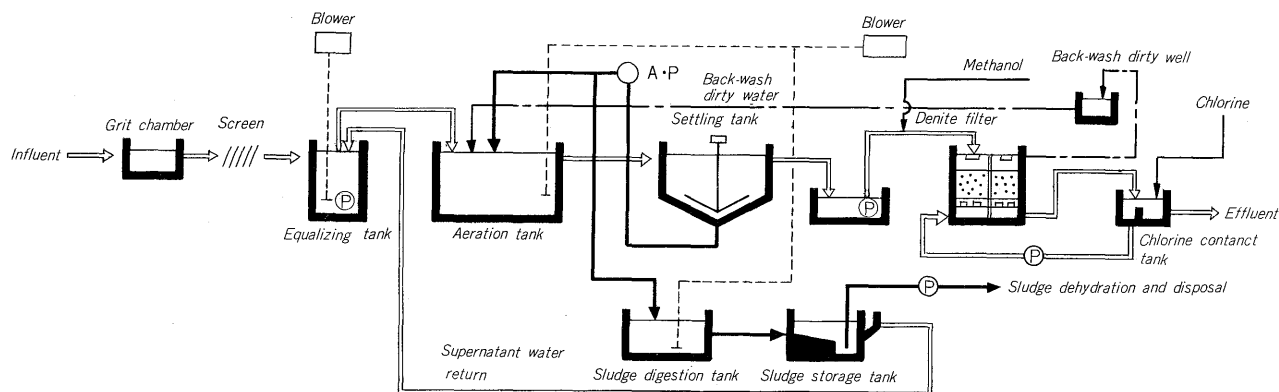 Blower
Blower
A・P
Methanol
Back-wash dirty well
Back-wash
dirty water
Chlorine
Grit chamber
Screen
Settling tank
Denite filter
Influent
P
P
Effluent
Equalizing tank
Aeration tank
Chlorine contanct
tank
P
P
Sludge dehydration and disposal
Supernatant water
return
Sludge digestion tank
Sludge storage tank